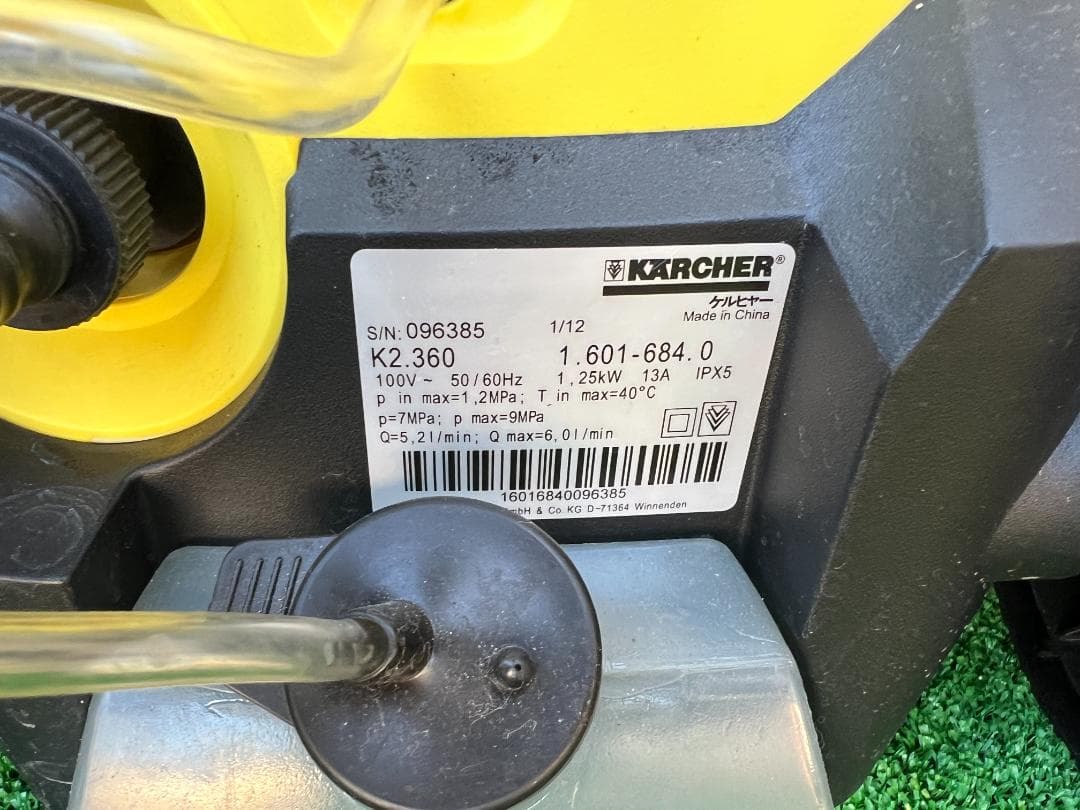 KÄRCHER®
ケルヒャー
Made in China
S/N: 096385 1/12
K2.360 1.601-684.0
100V ~ 50/60Hz 1,25kW 13A IPX5
p in max=1,2MPa; T in max=40°C
p=7MPa; p max=9MPa
Q=5,2l/min; Q max=6,0l/min
16016840096385
mbH & Co. KG D-71364 Winnenden